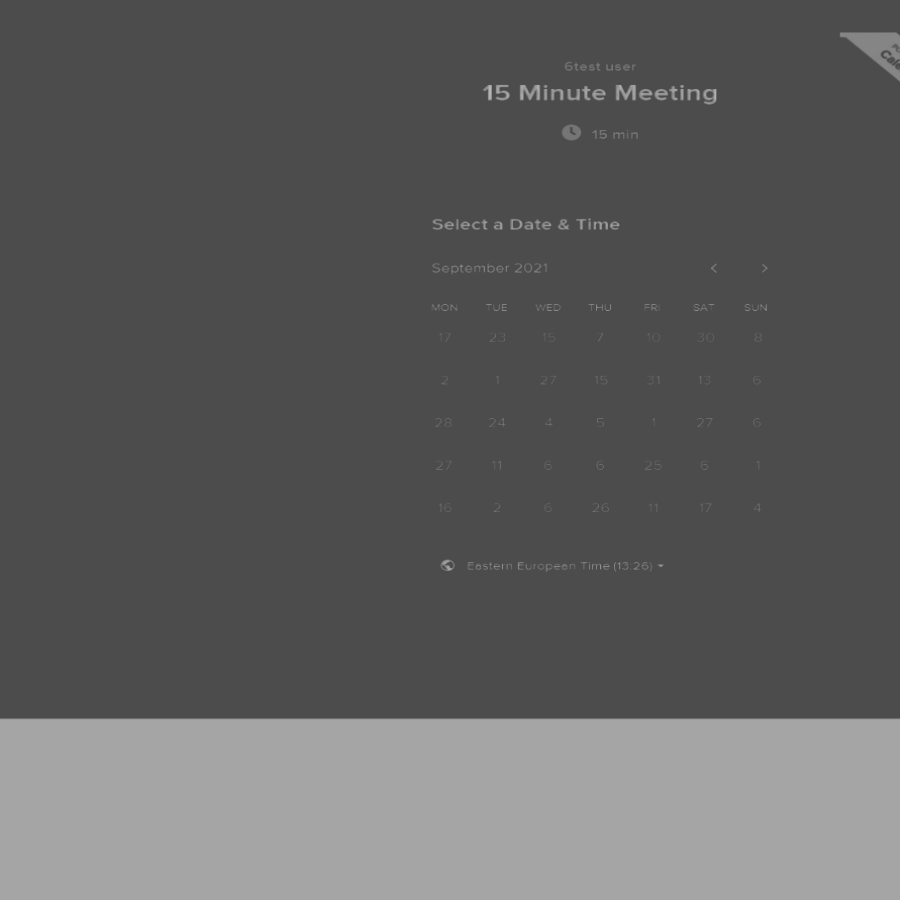 6test user
15 Minute Meeting
15 min
Select a Date & Time
September 2021
MON TUE WED THU FRI SAT SUN
17 23 15 7 10 30 8
2 1 27 15 31 13 6
28 24 4 5 1 27 6
27 11 6 6 25 6 1
16 2 6 26 11 17 4
Eastern European Time (13:26)